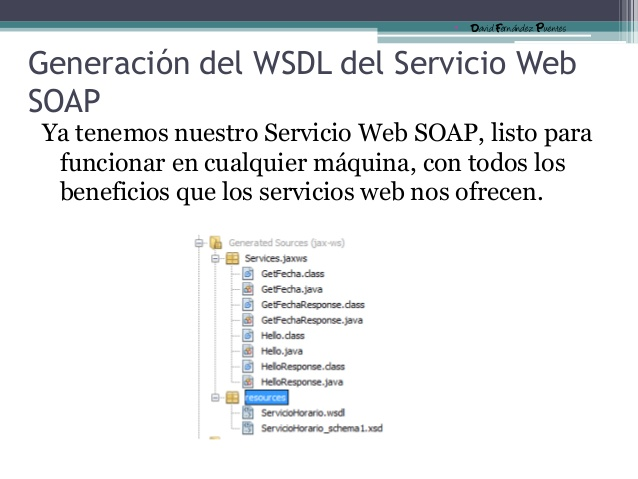 David Fernández Puentes
Generación del WSDL del Servicio Web
SOAP
Ya tenemos nuestro Servicio Web SOAP, listo para
funcionar en cualquier máquina, con todos los
beneficios que los servicios web nos ofrecen.
Generated Sources (jax-ws)
Services.jaxws
GetFecha.class
GetFecha.java
GetFechaResponse.class
GetFechaResponse.java
Hello.class
Hello.java
HelloResponse.class
HelloResponse.java
resources
ServicioHorario.wsdl
ServicioHorario_schema1.xsd